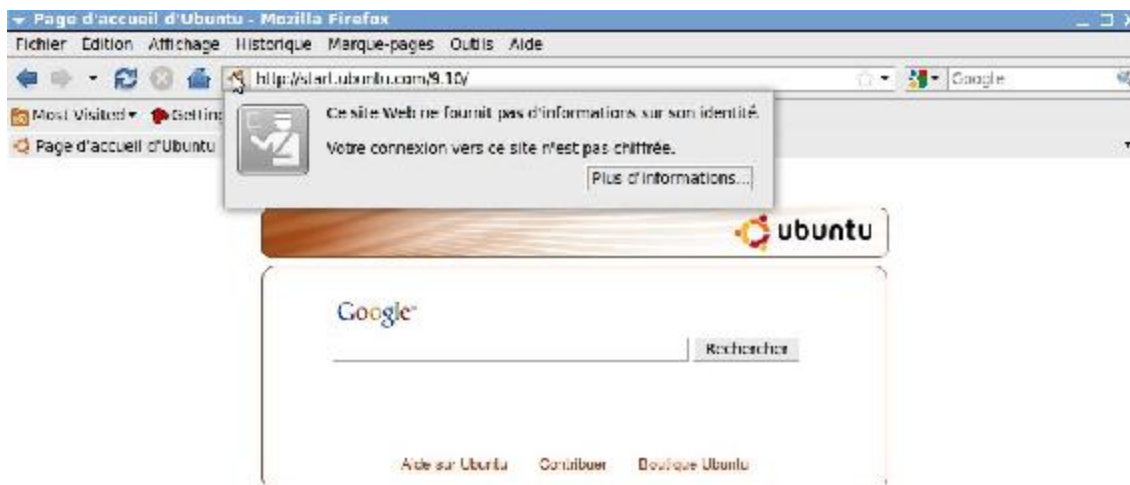 Page d'accueil d'Ubuntu - Mozilla Firefox
Fichier Édition Affichage Historique Marque-pages Outils Aide
http://start.ubuntu.com/9.10/ Google
Most Visited Getting
Ce site Web ne fournit pas d'informations sur son identité.
Page d'accueil d'Ubuntu
Votre connexion vers ce site n'est pas chiffrée.
Plus d'informations...
ubuntu
Google
Rechercher
Aide sur Ubuntu Contribuer Boutique Ubuntu